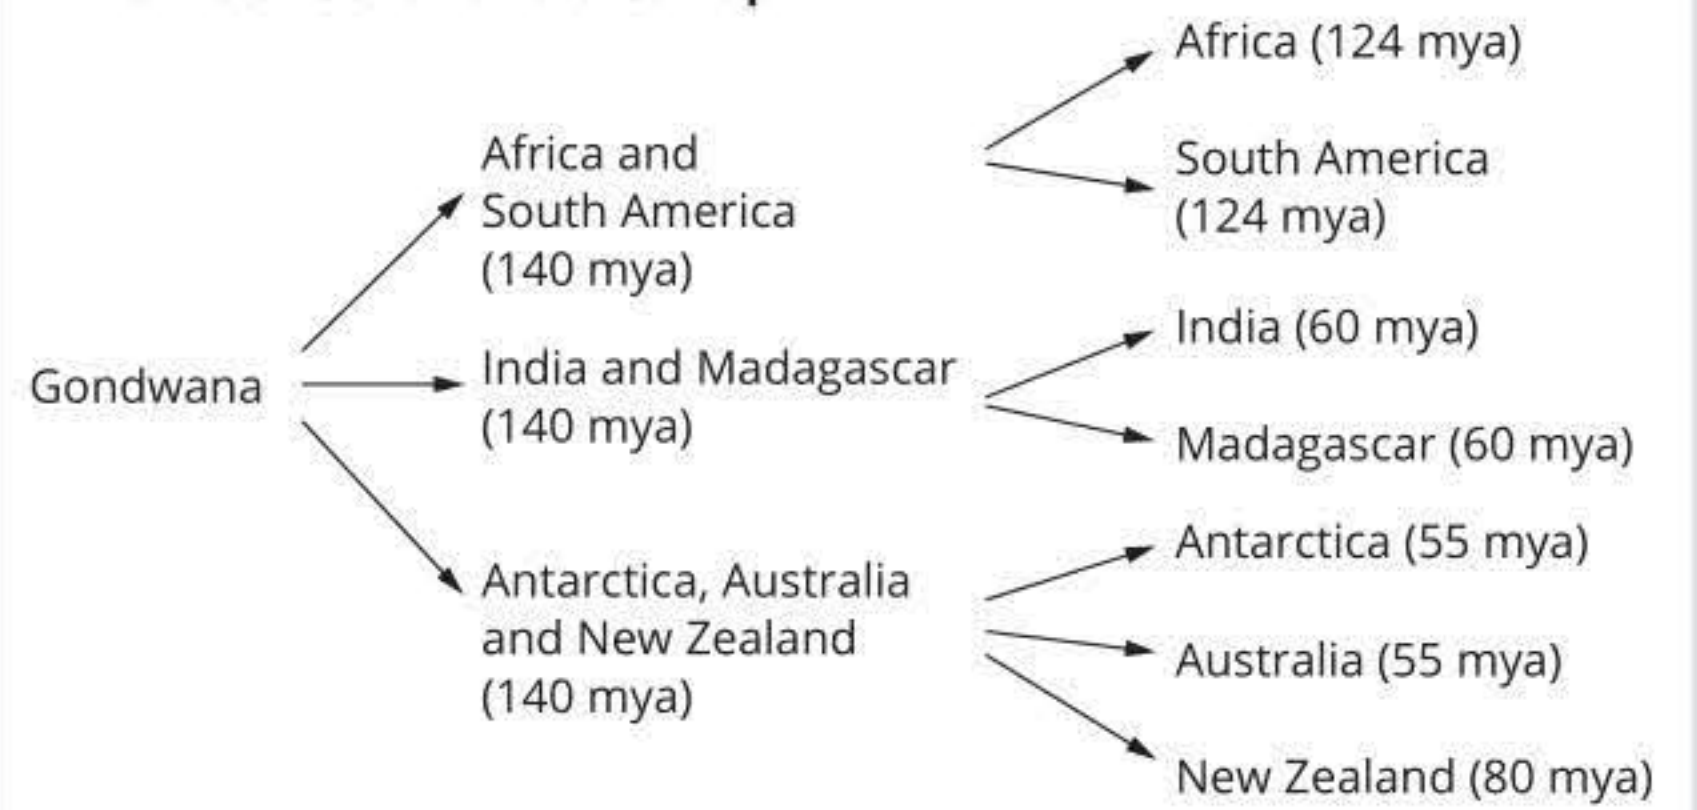 Gondwana
Africa and
South America
(140 mya)
India and Madagascar
(140 mya)
Antarctica, Australia
and New Zealand
(140 mya)
Africa (124 mya)
South America
(124 mya)
India (60 mya)
Madagascar (60 mya)
Antarctica (55 mya)
Australia (55 mya)
New Zealand (80 mya)